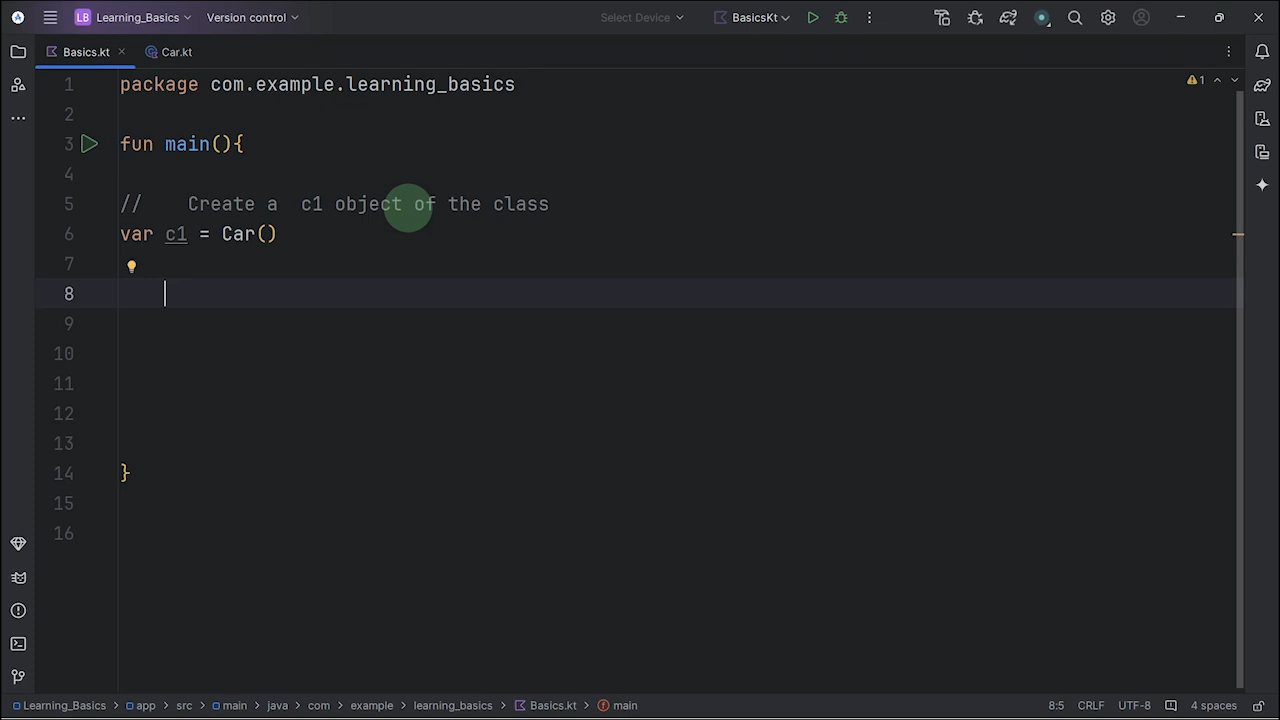 LB Learning_Basics Version control Select Device BasicsKt
Basics.kt Car.kt
1 package com.example.learning_basics 1
2
3 fun main(){
4
5 //    Create a  c1 object of the class
6 var c1 = Car()
7
8
9
10
11
12
13
14 }
15
16
Learning_Basics > app > src > main > java > com > example > learning_basics > Basics.kt > main 8:5 CRLF UTF-8 4 spaces